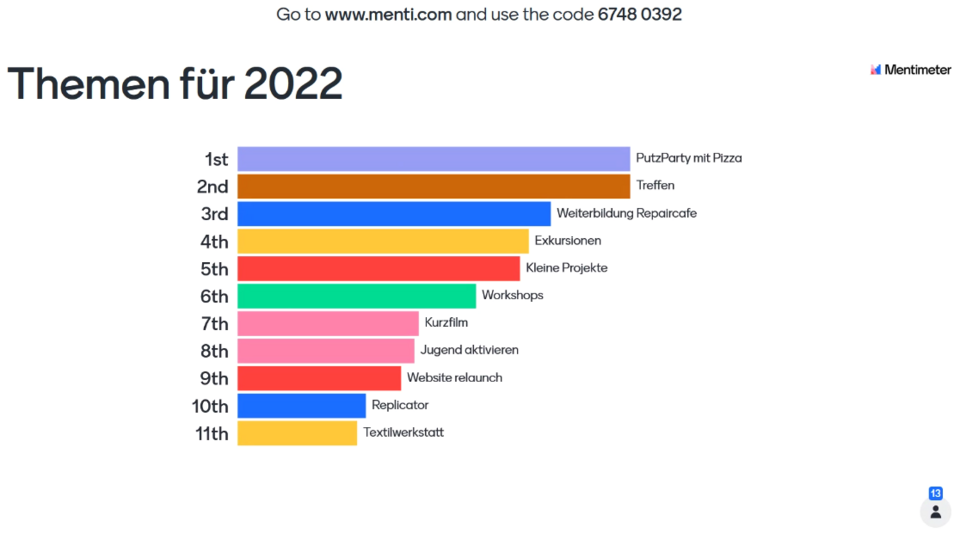 Go to www.menti.com and use the code 6748 0392
Themen für 2022
Mentimeter
1st PutzParty mit Pizza
2nd Treffen
3rd Weiterbildung Repaircafe
4th Exkursionen
5th Kleine Projekte
6th Workshops
7th Kurzfilm
8th Jugend aktivieren
9th Website relaunch
10th Replicator
11th Textilwerkstatt
13